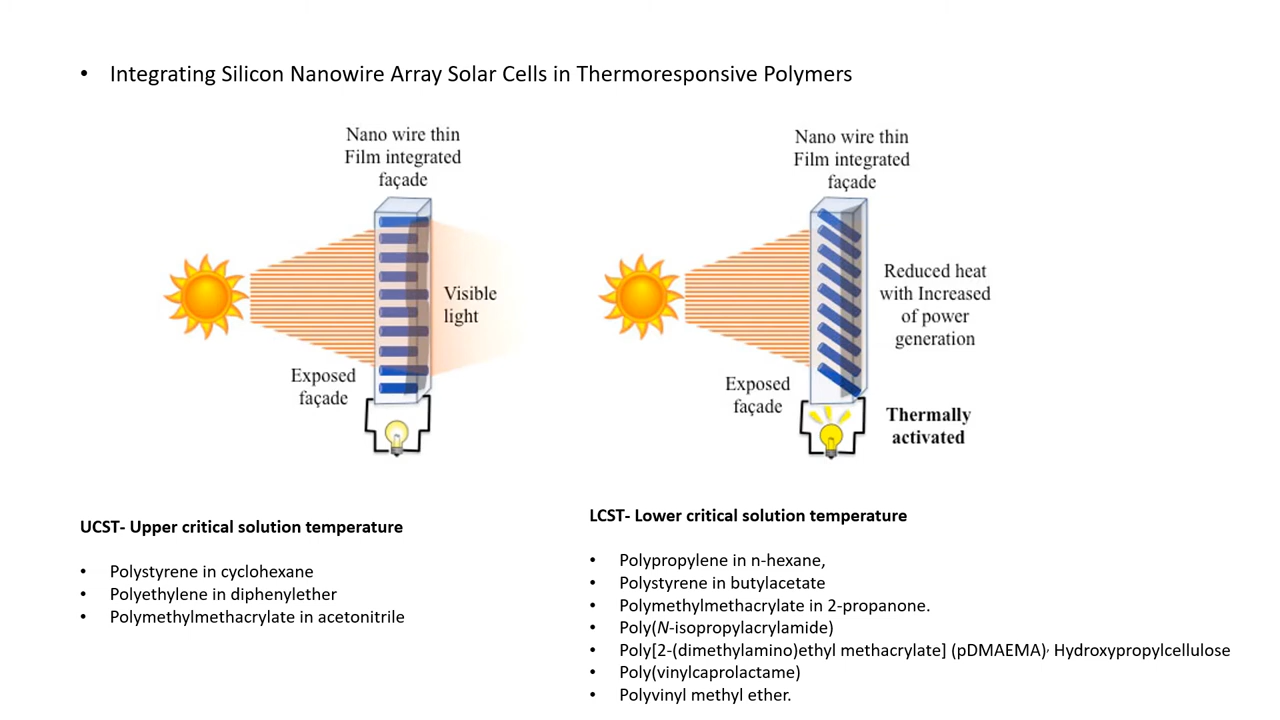 • Integrating Silicon Nanowire Array Solar Cells in Thermoresponsive Polymers
Nano wire thin
Film integrated
façade
Visible
light
Exposed
façade
Nano wire thin
Film integrated
façade
Reduced heat
with Increased
of power
generation
Exposed
façade
Thermally
activated
UCST- Upper critical solution temperature
• Polystyrene in cyclohexane
• Polyethylene in diphenylether
• Polymethylmethacrylate in acetonitrile
LCST- Lower critical solution temperature
• Polypropylene in n-hexane,
• Polystyrene in butylacetate
• Polymethylmethacrylate in 2-propanone.
• Poly(N-isopropylacrylamide)
• Poly[2-(dimethylamino)ethyl methacrylate] (pDMAEMA), Hydroxypropylcellulose
• Poly(vinylcaprolactame)
• Polyvinyl methyl ether.